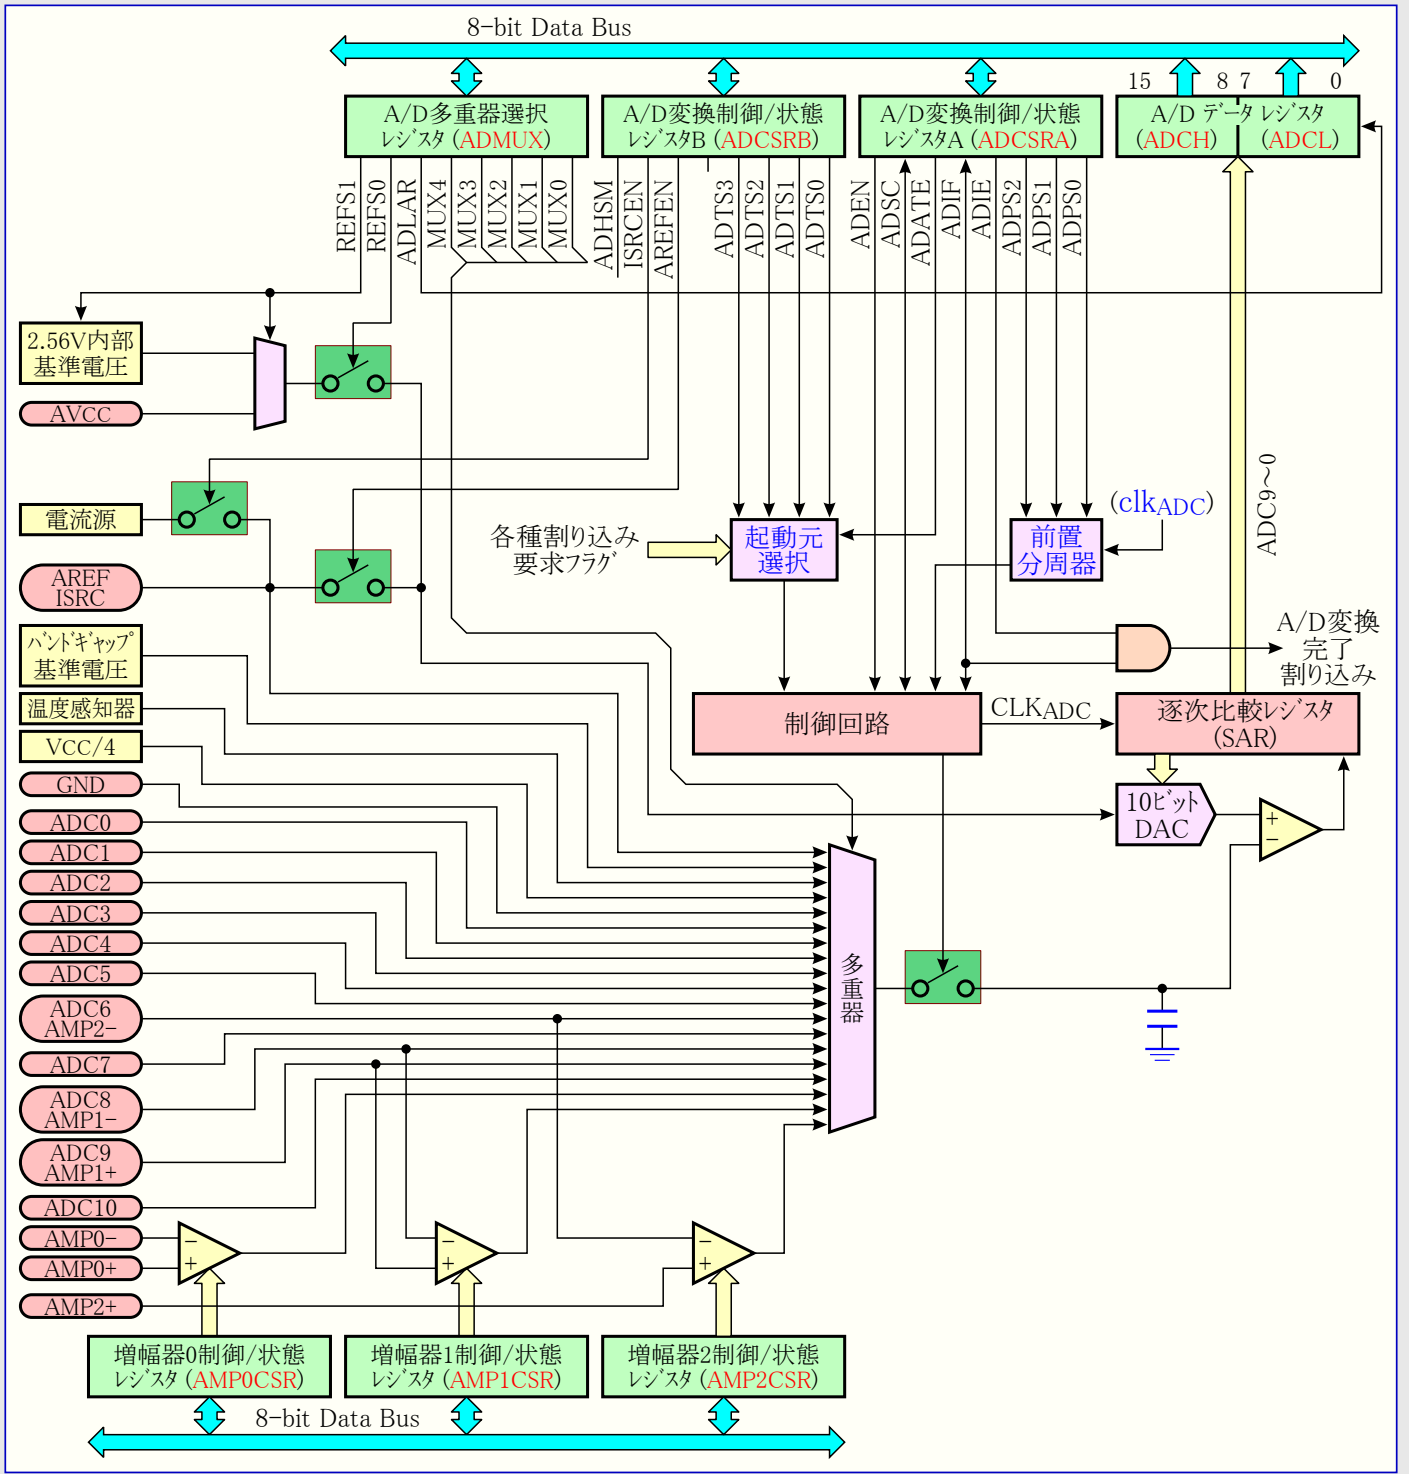 8-bit Data Bus
15 8 7 0
A/D多重器選択
レジスタ (ADMUX)
A/D変換制御/状態
レジスタB (ADCSRB)
A/D変換制御/状態
レジスタA (ADCSRA)
A/D データ レジスタ
(ADCH) (ADCL)
REFS1
REFS0
ADLAR
MUX4
MUX3
MUX2
MUX1
MUX0
ADHSM
ISRCEN
AREFEN
ADTS3
ADTS2
ADTS1
ADTS0
ADEN
ADSC
ADATE
ADIF
ADIE
ADPS2
ADPS1
ADPS0
2.56V内部
基準電圧
AVCC
ADC9～0
電流源
各種割り込み
要求フラグ
起動元
選択
前置
分周器
(clkADC)
AREF
ISRC
バンドギャップ
基準電圧
A/D変換
完了
割り込み
温度感知器
制御回路
CLKADC
逐次比較レジスタ
(SAR)
VCC/4
GND
10ビット
DAC
+
−
ADC0
ADC1
ADC2
ADC3
ADC4
ADC5
多重器
ADC6
AMP2-
ADC7
ADC8
AMP1-
ADC9
AMP1+
ADC10
AMP0-
AMP0+
− − −
+ + +
AMP2+
増幅器0制御/状態
レジスタ (AMP0CSR)
増幅器1制御/状態
レジスタ (AMP1CSR)
増幅器2制御/状態
レジスタ (AMP2CSR)
8-bit Data Bus